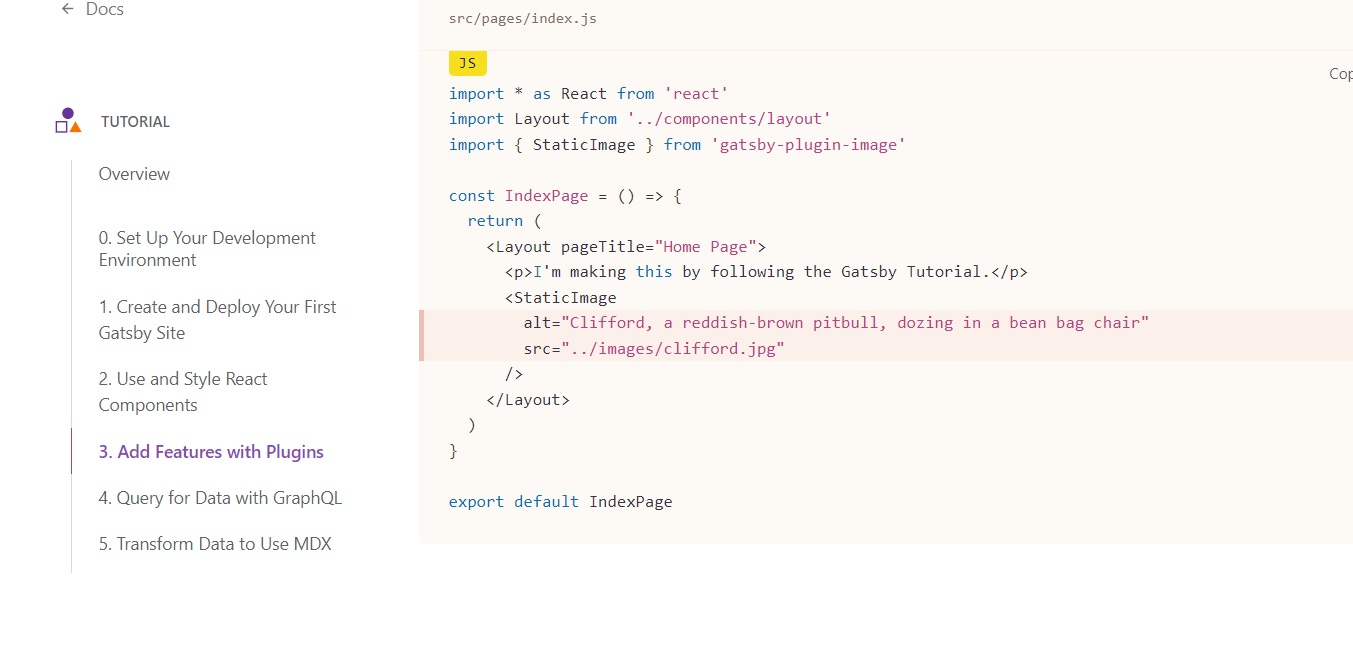 ← Docs
TUTORIAL
Overview
0. Set Up Your Development
Environment
1. Create and Deploy Your First
Gatsby Site
2. Use and Style React
Components
3. Add Features with Plugins
4. Query for Data with GraphQL
5. Transform Data to Use MDX
src/pages/index.js
JS
Cop
import * as React from 'react'
import Layout from '../components/layout'
import { StaticImage } from 'gatsby-plugin-image'
const IndexPage = () => {
  return (
    <Layout pageTitle="Home Page">
      <p>I'm making this by following the Gatsby Tutorial.</p>
      <StaticImage
        alt="Clifford, a reddish-brown pitbull, dozing in a bean bag chair"
        src="../images/clifford.jpg"
      />
    </Layout>
  )
}
export default IndexPage